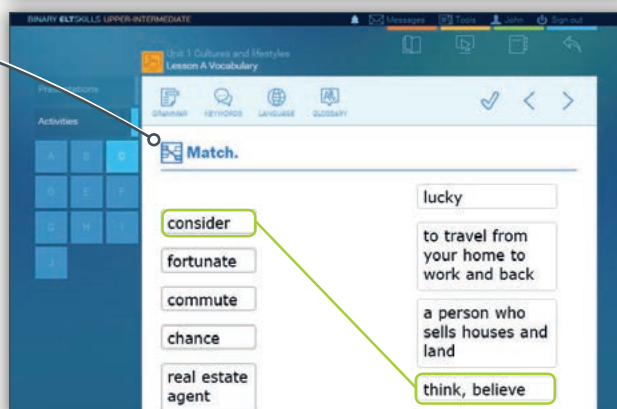 BINARY ELTSKILLS UPPER-INTERMEDIATE
Messages
Tools
John
Sign out
Unit 1 Cultures and lifestyles
Lesson A Vocabulary
Presentations
Activities
GRAMMAR
KEYWORDS
LANGUAGE
GLOSSARY
A
B
C
D
E
F
G
H
I
J
Match.
consider
fortunate
commute
chance
real estate
agent
lucky
to travel from
your home to
work and back
a person who
sells houses and
land
think, believe